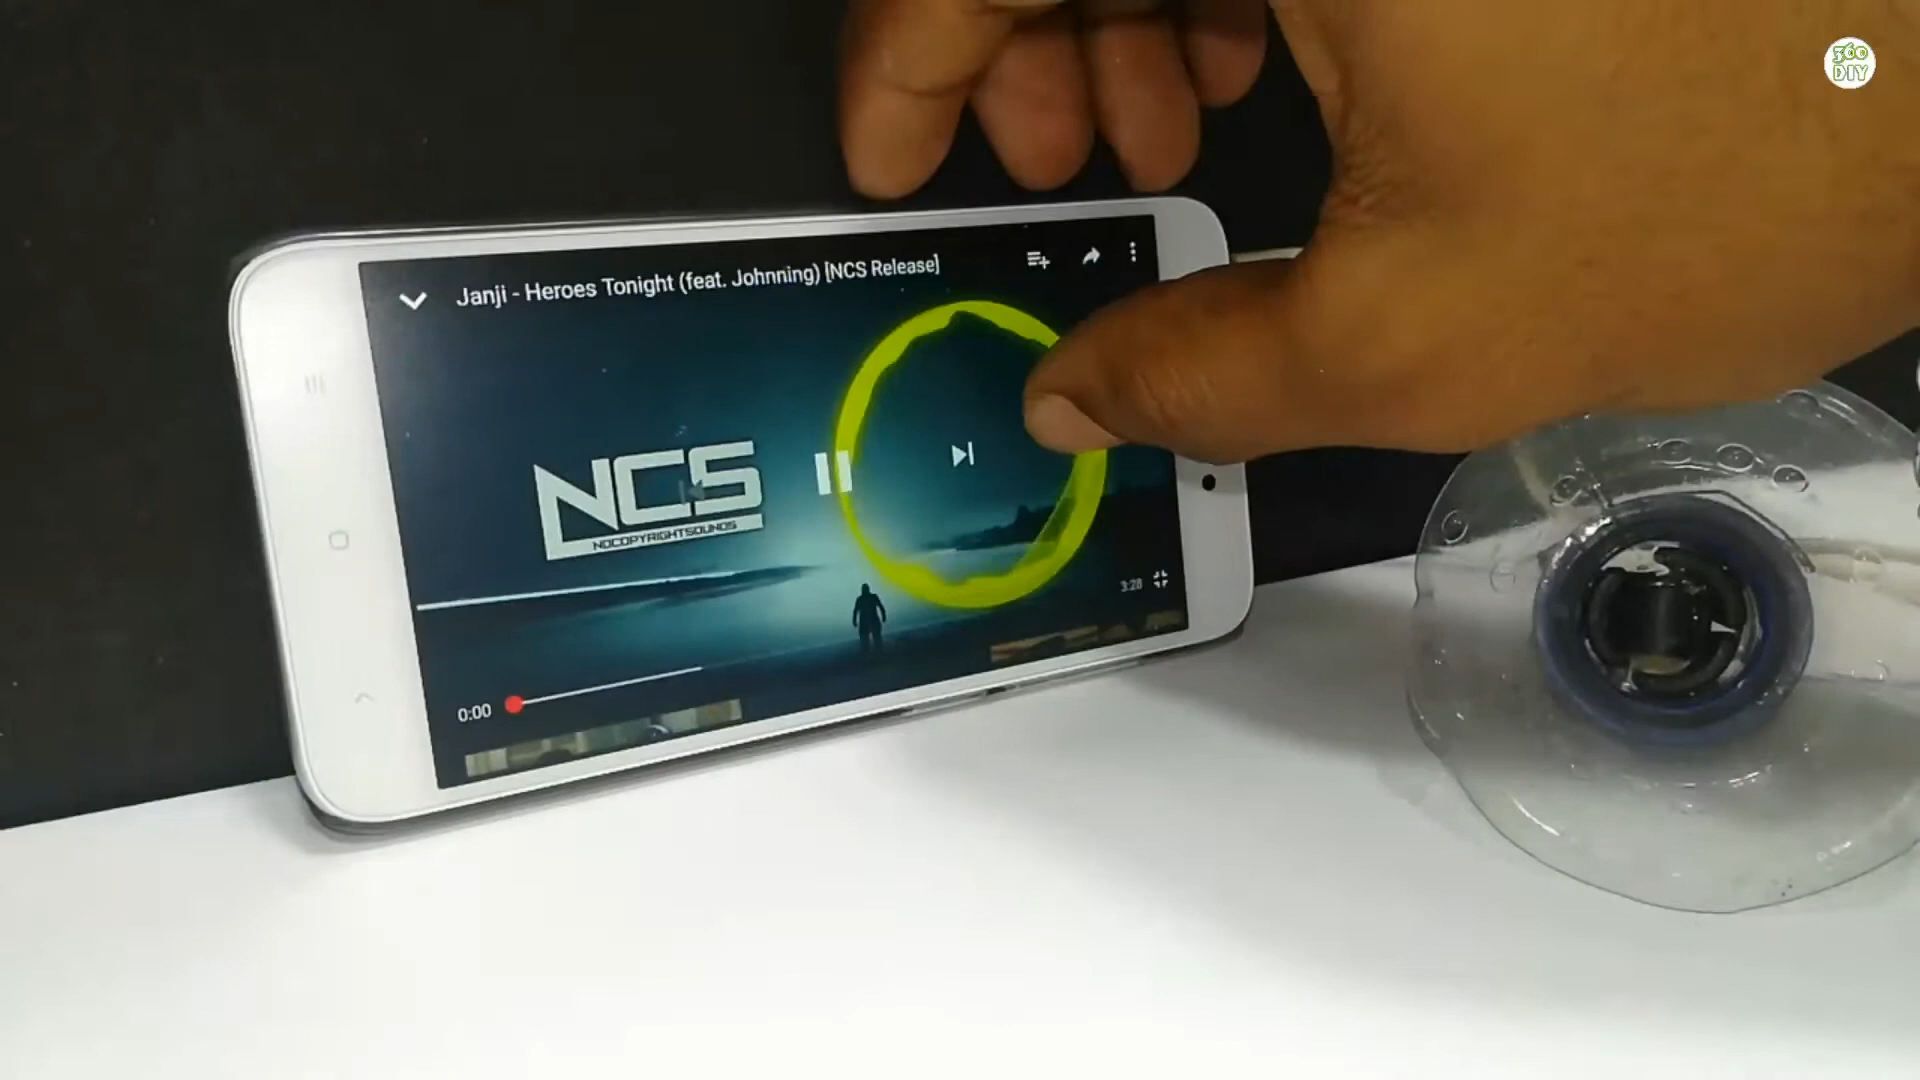 360
DIY
Janji - Heroes Tonight (feat. Johnning) [NCS Release]
NCS
NOCOPYRIGHTSOUNDS
3:28
0:00